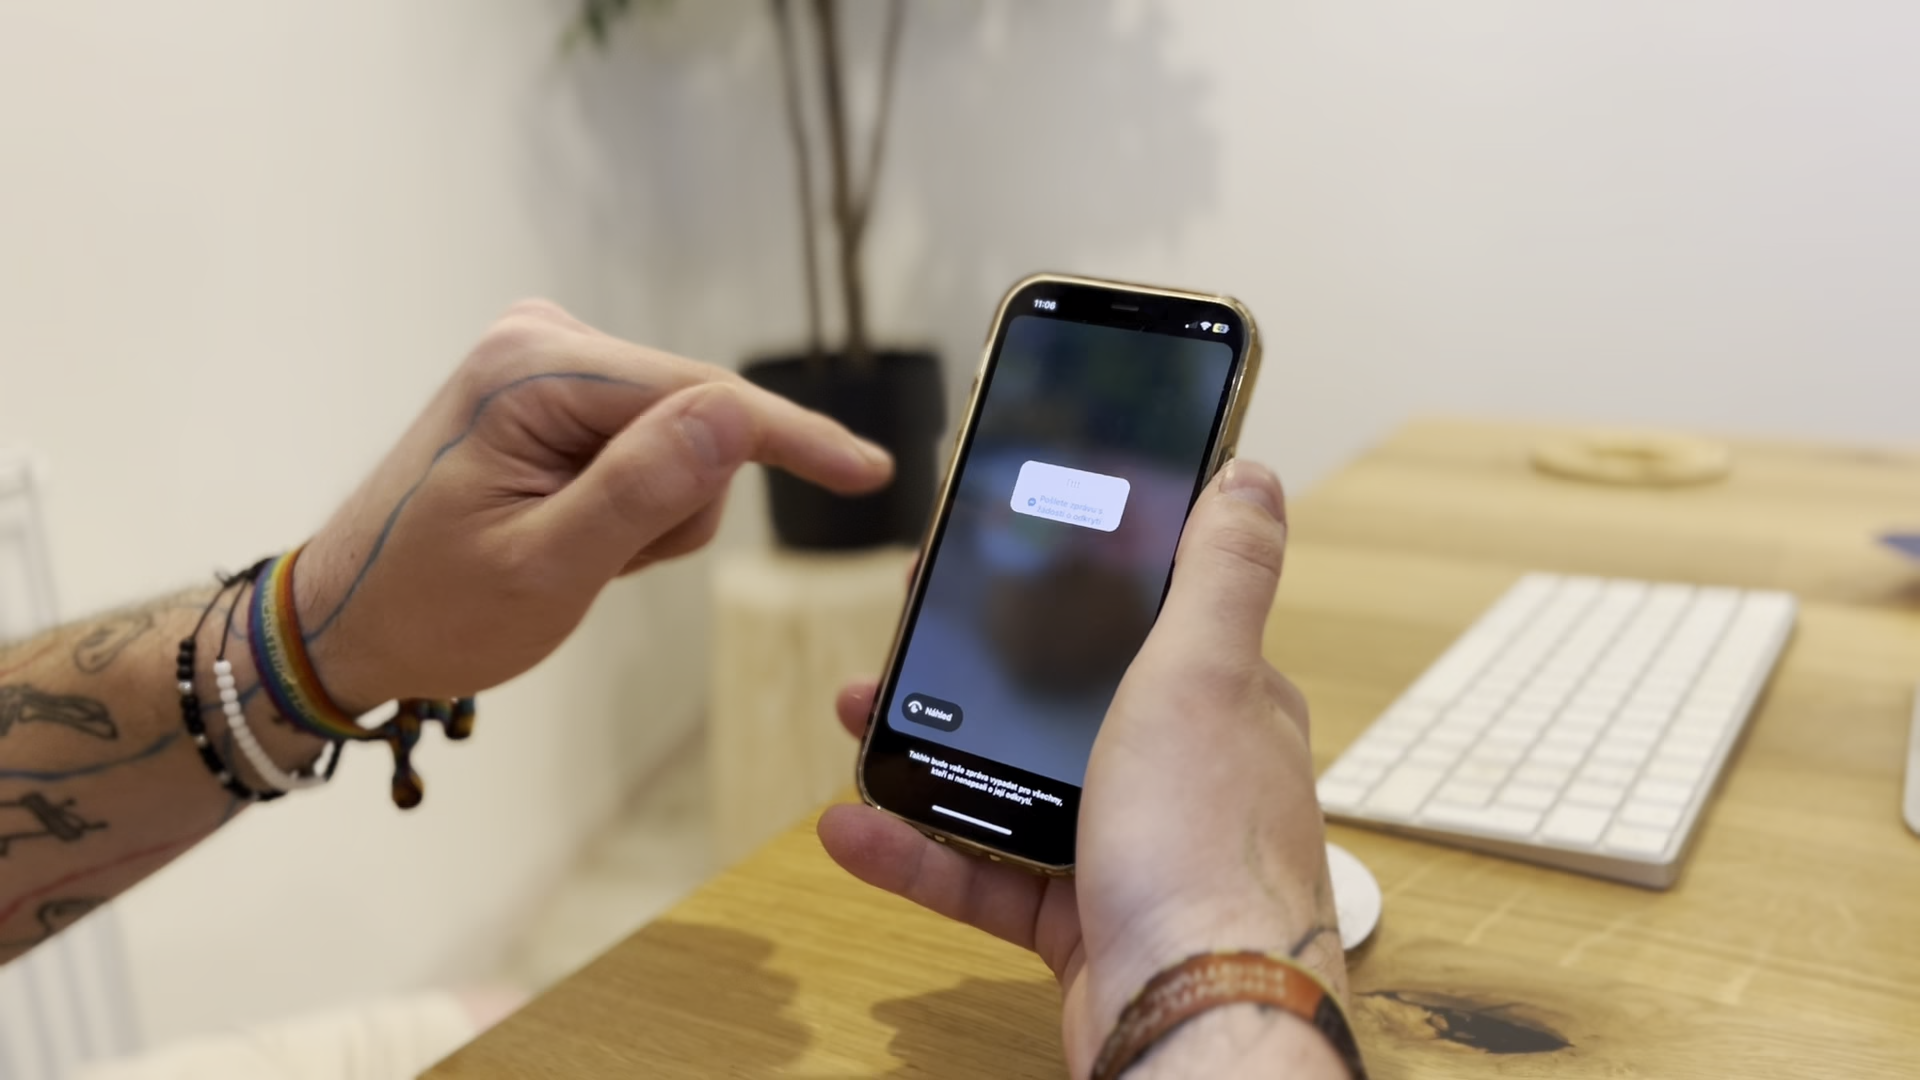 11:06
!!!
Pošlete zprávu s
žádostí o odkrytí
Náhled
Takhle bude vaše zpráva vypadat pro všechny,
kteří si nenapsali o její odkrytí.